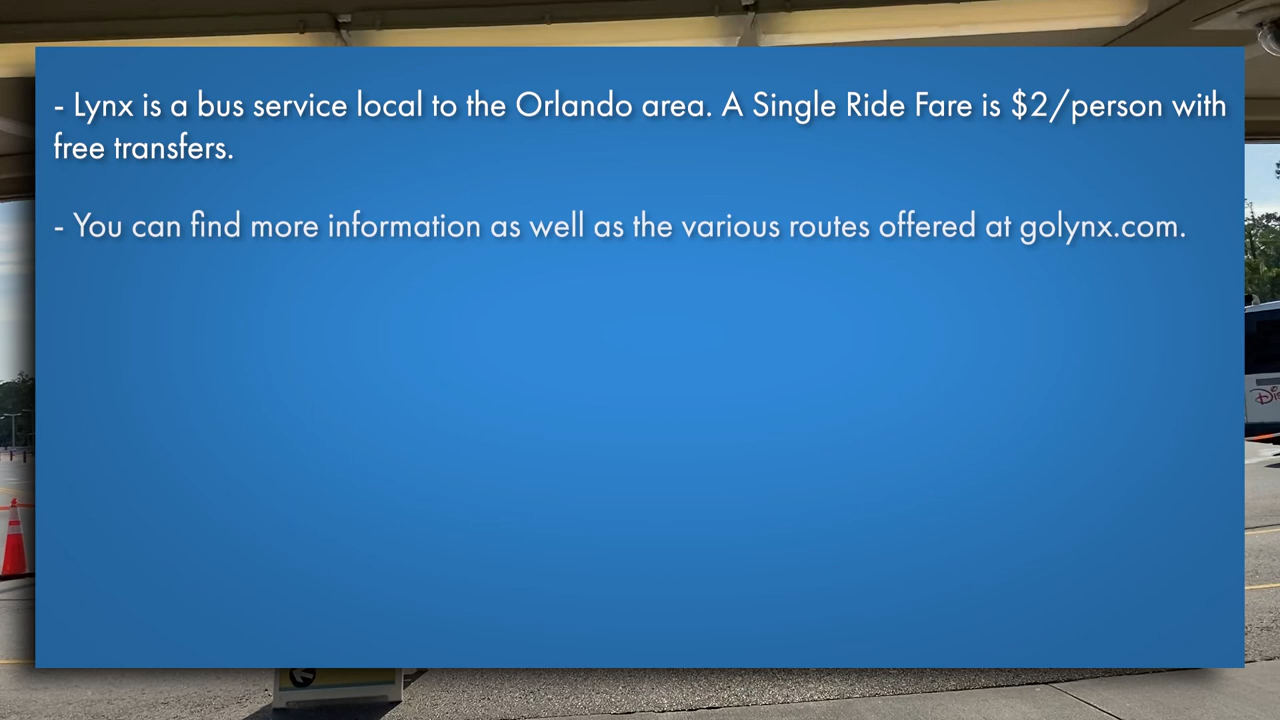 - Lynx is a bus service local to the Orlando area. A Single Ride Fare is $2/person with
free transfers.
- You can find more information as well as the various routes offered at golynx.com.